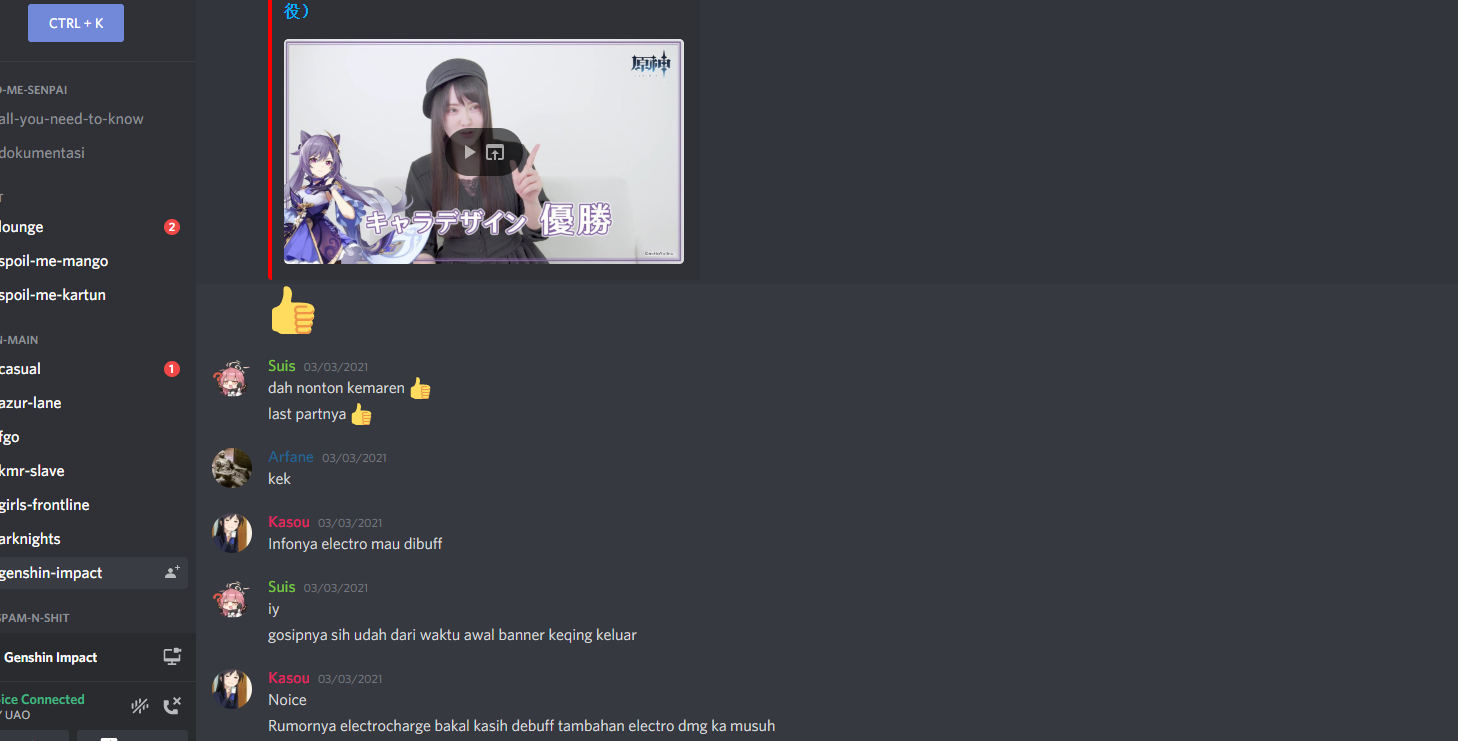 CTRL + K
-ME-SENPAI
all-you-need-to-know
dokumentasi
T
lounge
2
spoil-me-mango
spoil-me-kartun
N-MAIN
casual
1
azur-lane
fgo
kmr-slave
girls-frontline
arknights
genshin-impact
SPAM-N-SHIT
Genshin Impact
ice Connected
/ UAO
役）
原神
キャラデザイン 優勝
Suis 03/03/2021
dah nonton kemaren 👍
last partnya 👍
Arfane 03/03/2021
kek
Kasou 03/03/2021
Infonya electro mau dibuff
Suis 03/03/2021
iy
gosipnya sih udah dari waktu awal banner keqing keluar
Kasou 03/03/2021
Noice
Rumornya electrocharge bakal kasih debuff tambahan electro dmg ka musuh